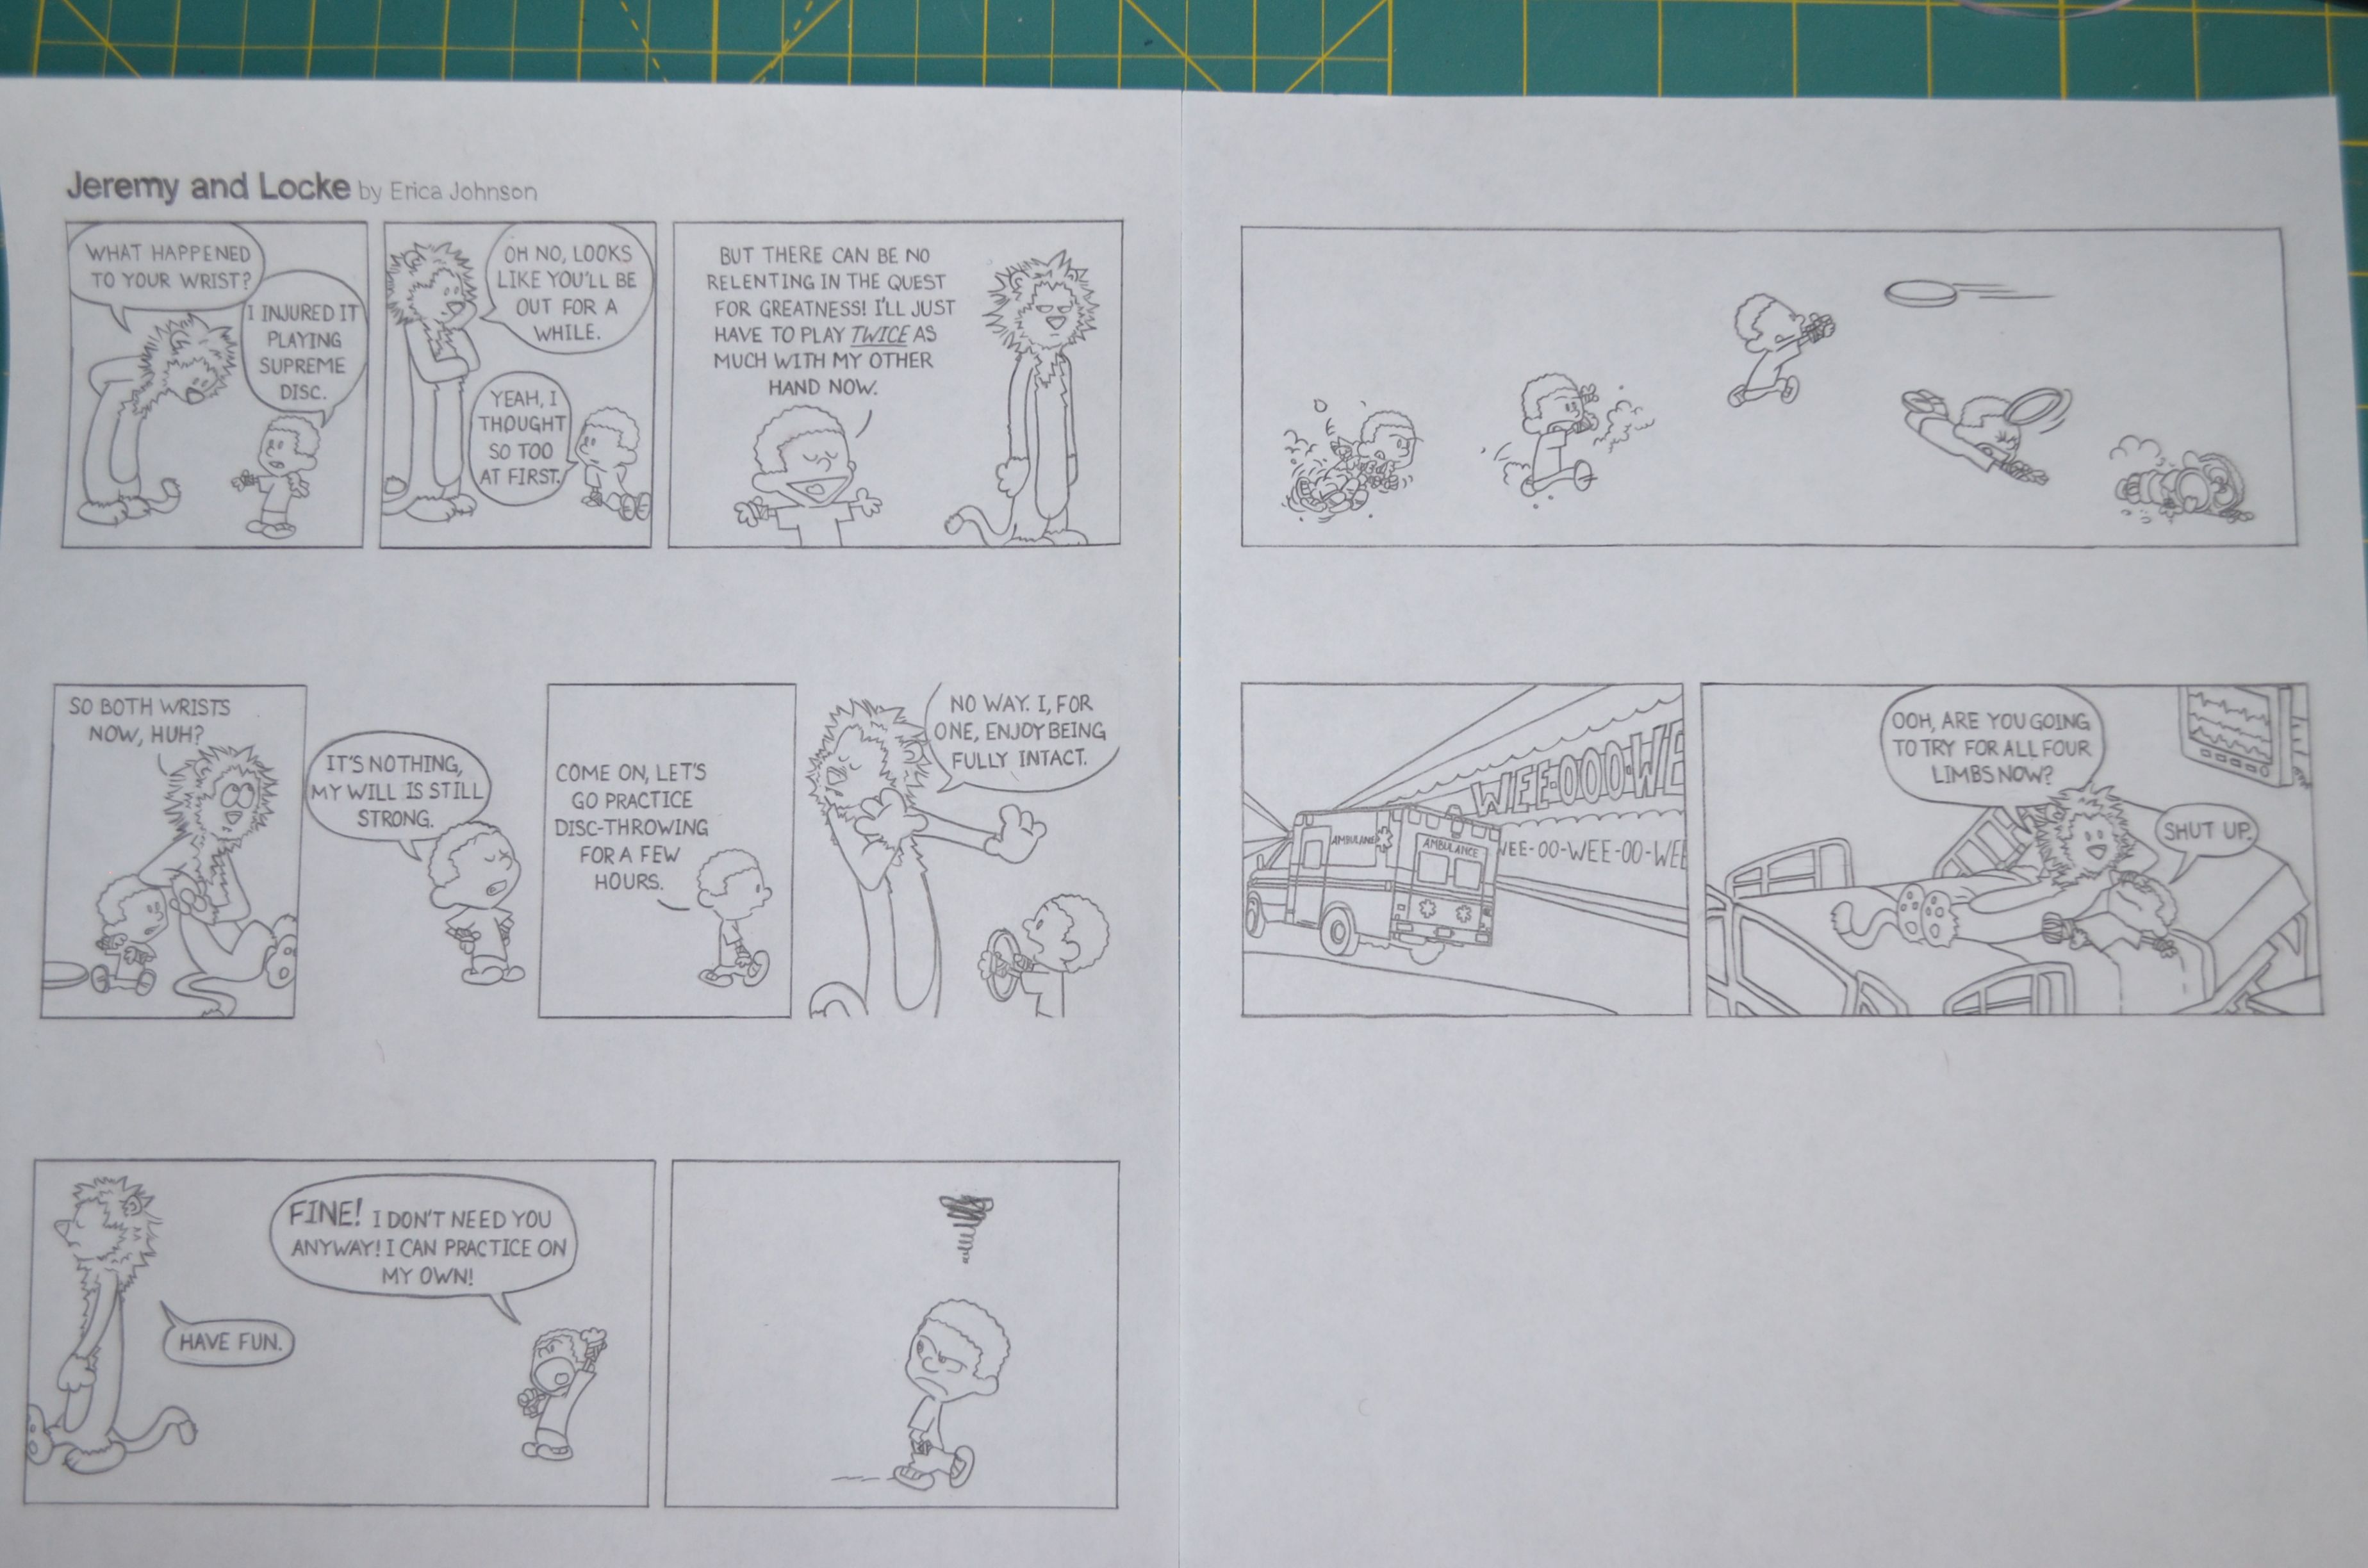 Jeremy and Locke by Erica Johnson
WHAT HAPPENED
TO YOUR WRIST?
I INJURED IT
PLAYING
SUPREME
DISC.
OH NO, LOOKS
LIKE YOU'LL BE
OUT FOR A
WHILE.
YEAH, I
THOUGHT
SO TOO
AT FIRST.
BUT THERE CAN BE NO
RELENTING IN THE QUEST
FOR GREATNESS! I'LL JUST
HAVE TO PLAY TWICE AS
MUCH WITH MY OTHER
HAND NOW.
SO BOTH WRISTS
NOW, HUH?
IT'S NOTHING,
MY WILL IS STILL
STRONG.
COME ON, LET'S
GO PRACTICE
DISC-THROWING
FOR A FEW
HOURS.
NO WAY. I, FOR
ONE, ENJOY BEING
FULLY INTACT.
HAVE FUN.
FINE! I DON'T NEED YOU
ANYWAY! I CAN PRACTICE ON
MY OWN!
WEE-OOO-WE
WEE-OO-WEE-OO-WEE
AMBULANC
AMBULANCE
OOH, ARE YOU GOING
TO TRY FOR ALL FOUR
LIMBS NOW?
SHUT UP.